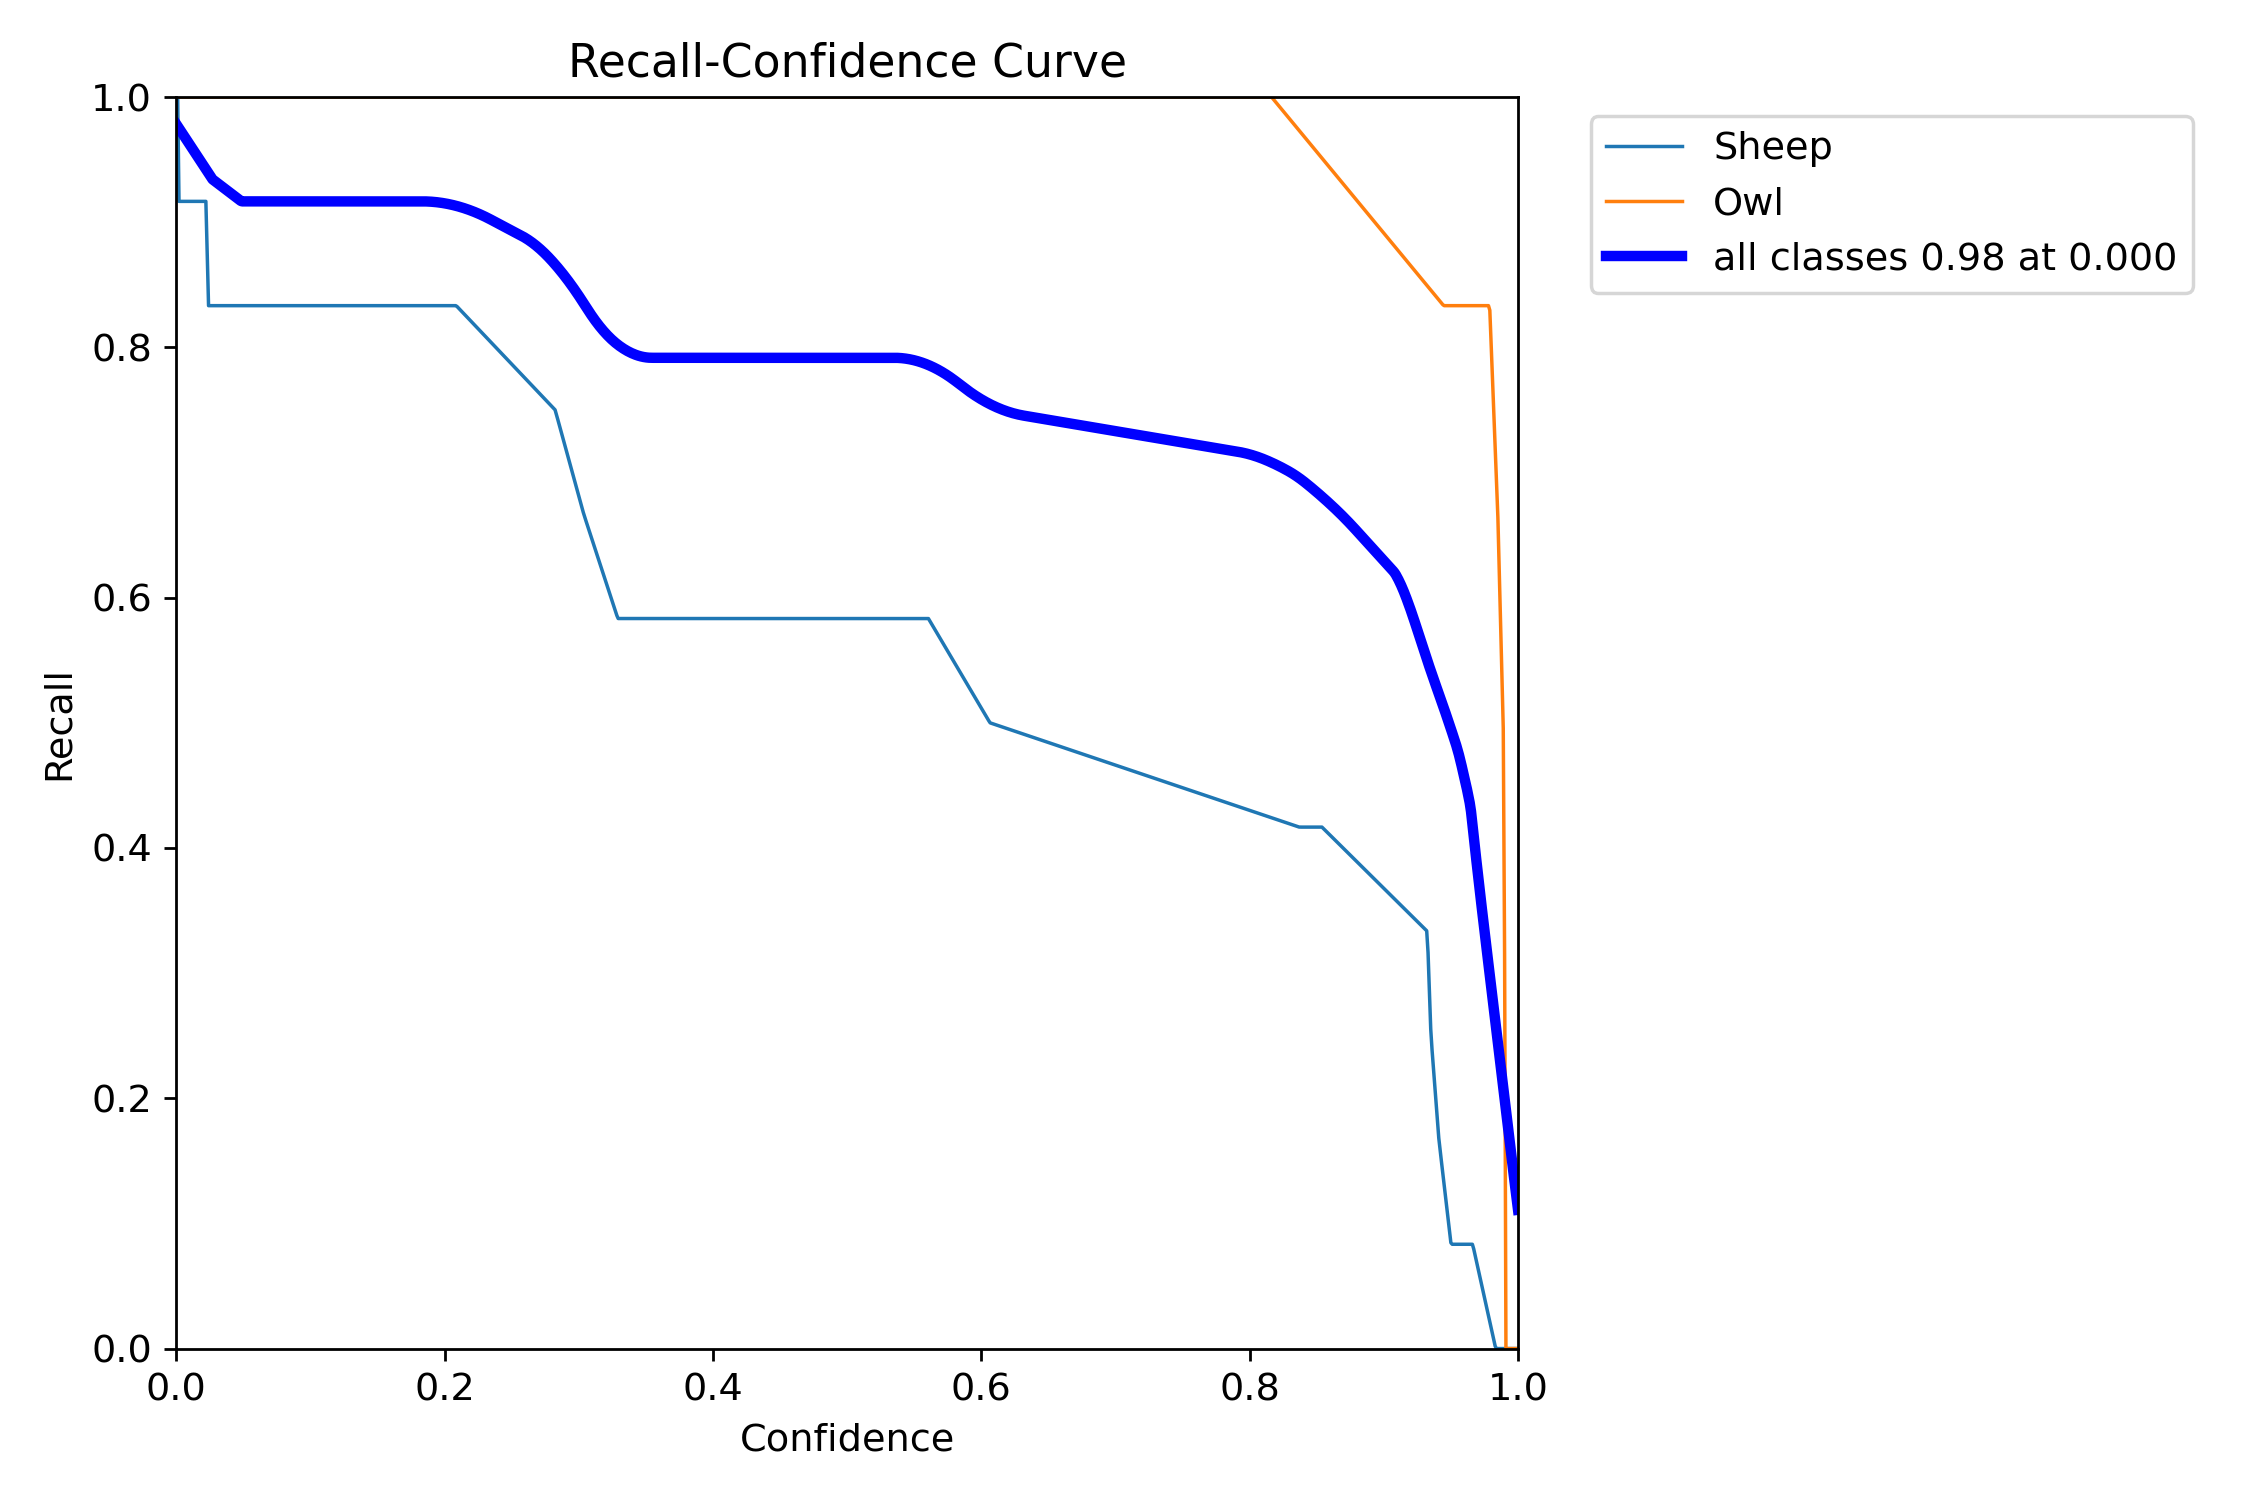 Recall-Confidence Curve
1.0
0.8
0.6
0.4
0.2
0.0
Recall
0.0 0.2 0.4 0.6 0.8 1.0
Confidence
Sheep
Owl
all classes 0.98 at 0.000